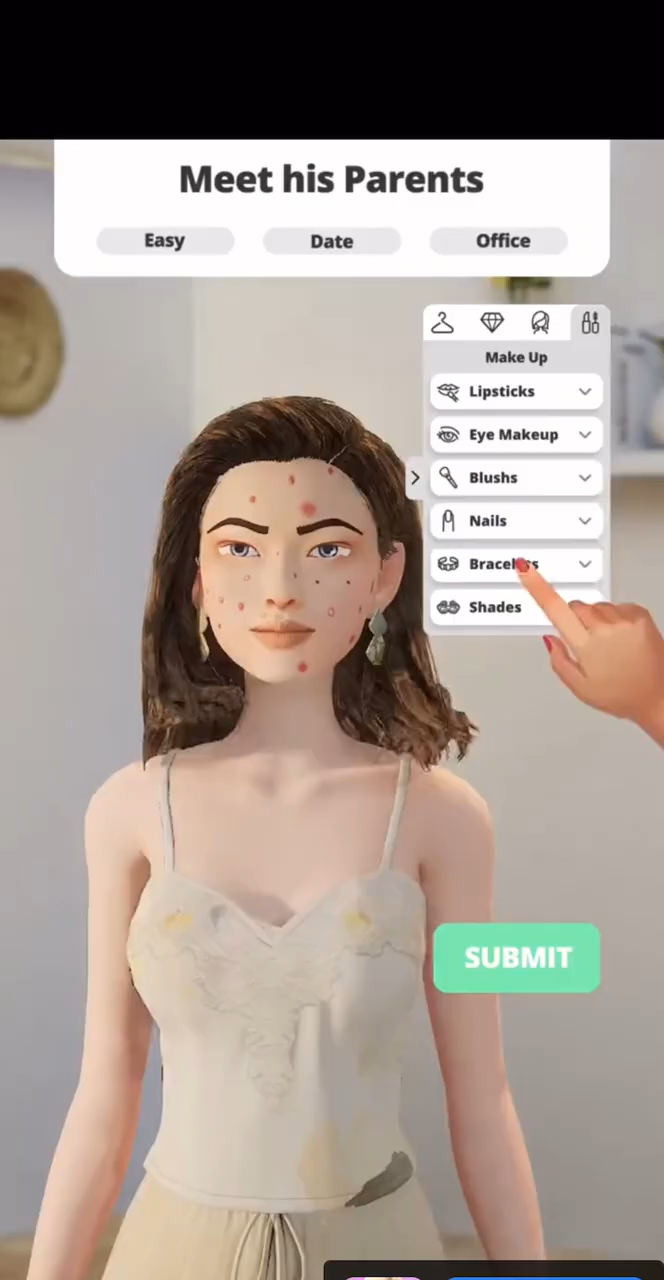 Meet his Parents
Easy
Date
Office
Make Up
Lipsticks
Eye Makeup
Blushs
Nails
Shades
SUBMIT